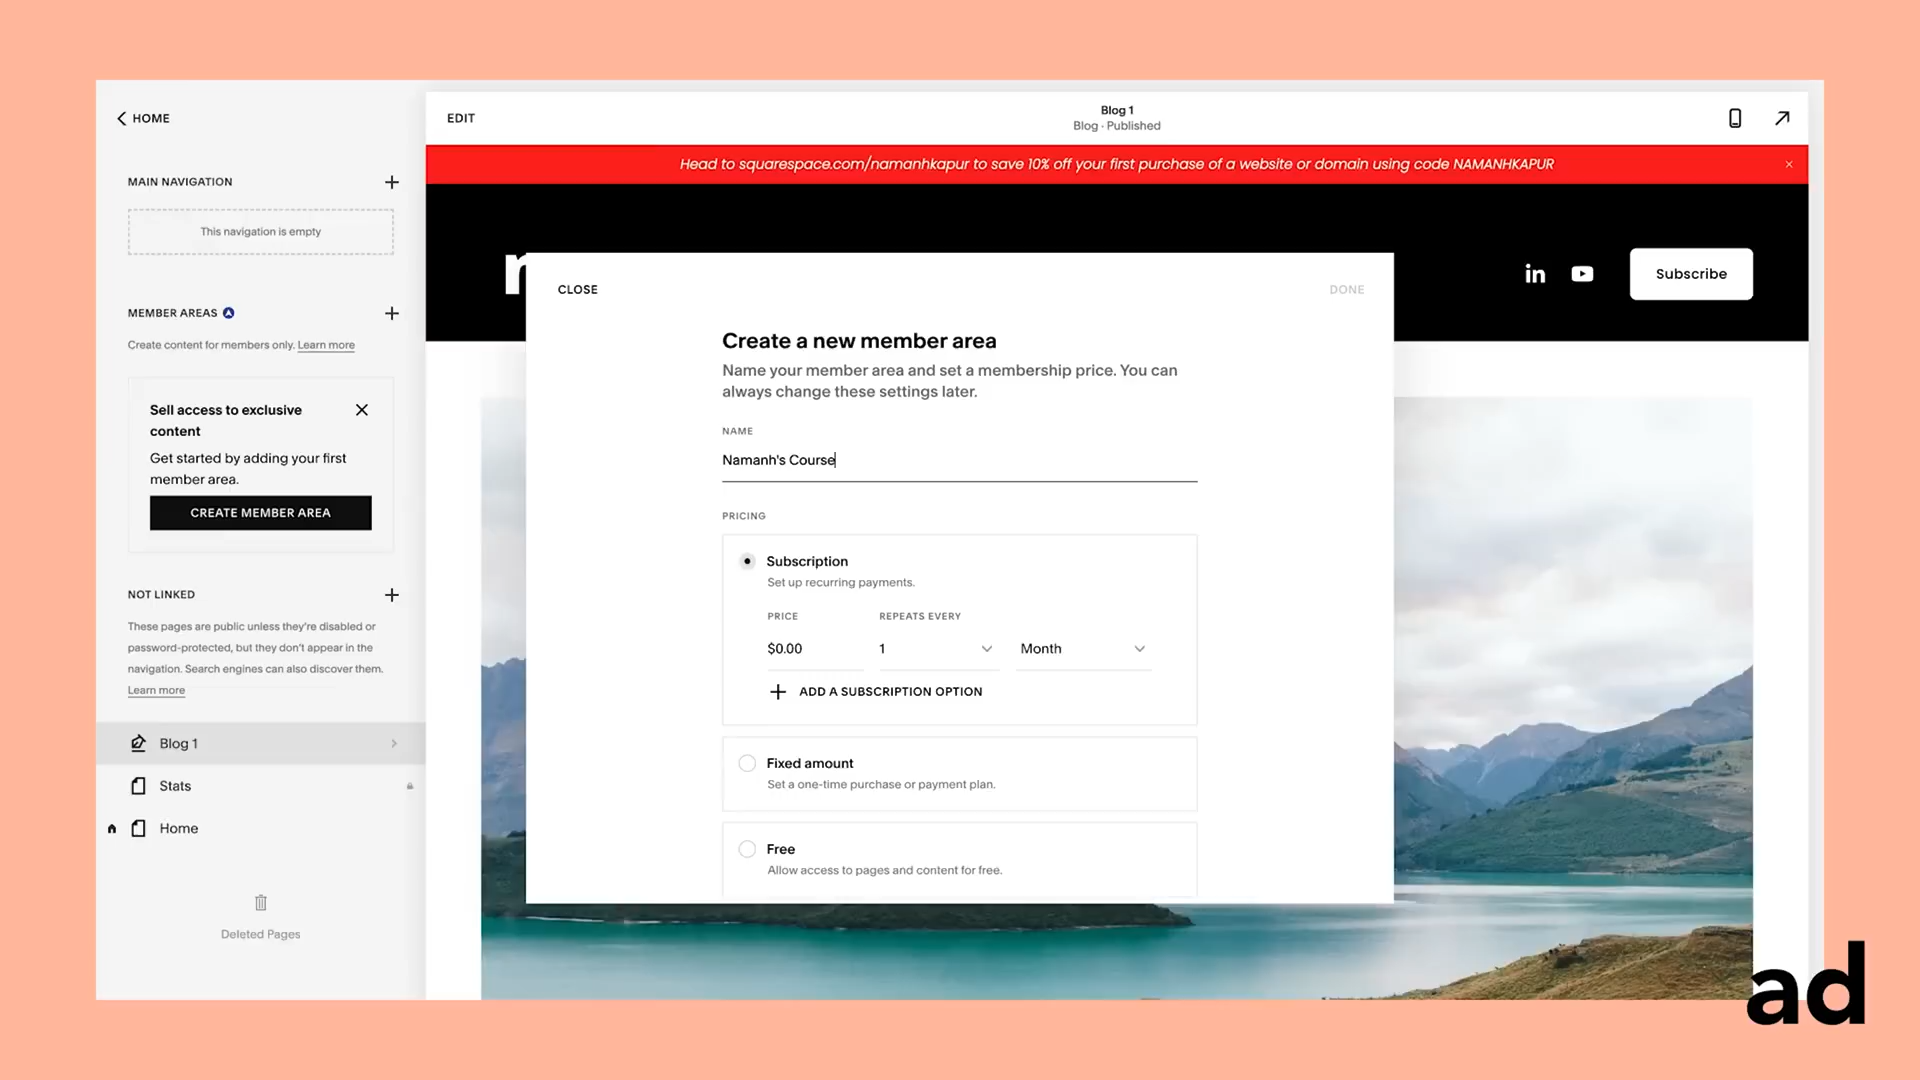 HOME
MAIN NAVIGATION
This navigation is empty
MEMBER AREAS
Create content for members only. Learn more
Sell access to exclusive
content
Get started by adding your first
member area.
CREATE MEMBER AREA
NOT LINKED
These pages are public unless they're disabled or
password-protected, but they don't appear in the
navigation. Search engines can also discover them.
Learn more
Blog 1
Stats
Home
Deleted Pages
EDIT
Blog 1
Blog · Published
Head to squarespace.com/namanhkapur to save 10% off your first purchase of a website or domain using code NAMANHKAPUR
in
Subscribe
CLOSE
DONE
Create a new member area
Name your member area and set a membership price. You can
always change these settings later.
NAME
Namanh's Course
PRICING
Subscription
Set up recurring payments.
PRICE
REPEATS EVERY
$0.00
1
Month
ADD A SUBSCRIPTION OPTION
Fixed amount
Set a one-time purchase or payment plan.
Free
Allow access to pages and content for free.
ad